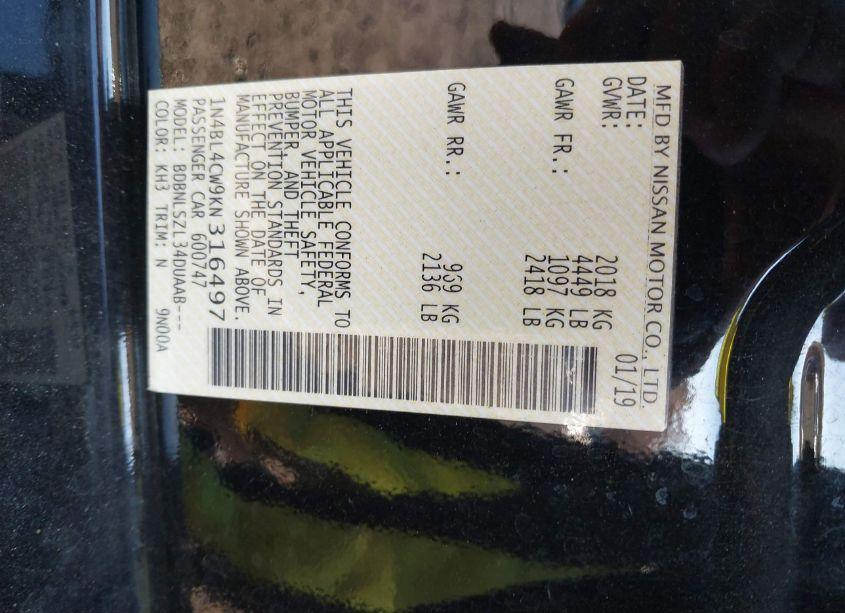 MFD BY NISSAN MOTOR CO., LTD.
DATE: 01/19
GVWR: 2018 KG
4449 LB
GAWR FR.: 1097 KG
2418 LB
GAWR RR.: 969 KG
2136 LB
THIS VEHICLE CONFORMS TO
ALL APPLICABLE FEDERAL
MOTOR VEHICLE SAFETY,
BUMPER, AND THEFT
PREVENTION STANDARDS IN
EFFECT ON THE DATE OF
MANUFACTURE SHOWN ABOVE.
1N4BL4CW9KN316497
PASSENGER CAR 600747
MODEL: BDBNLSZL34DUAAB---
COLOR: KH3 TRIM: N 9N00A